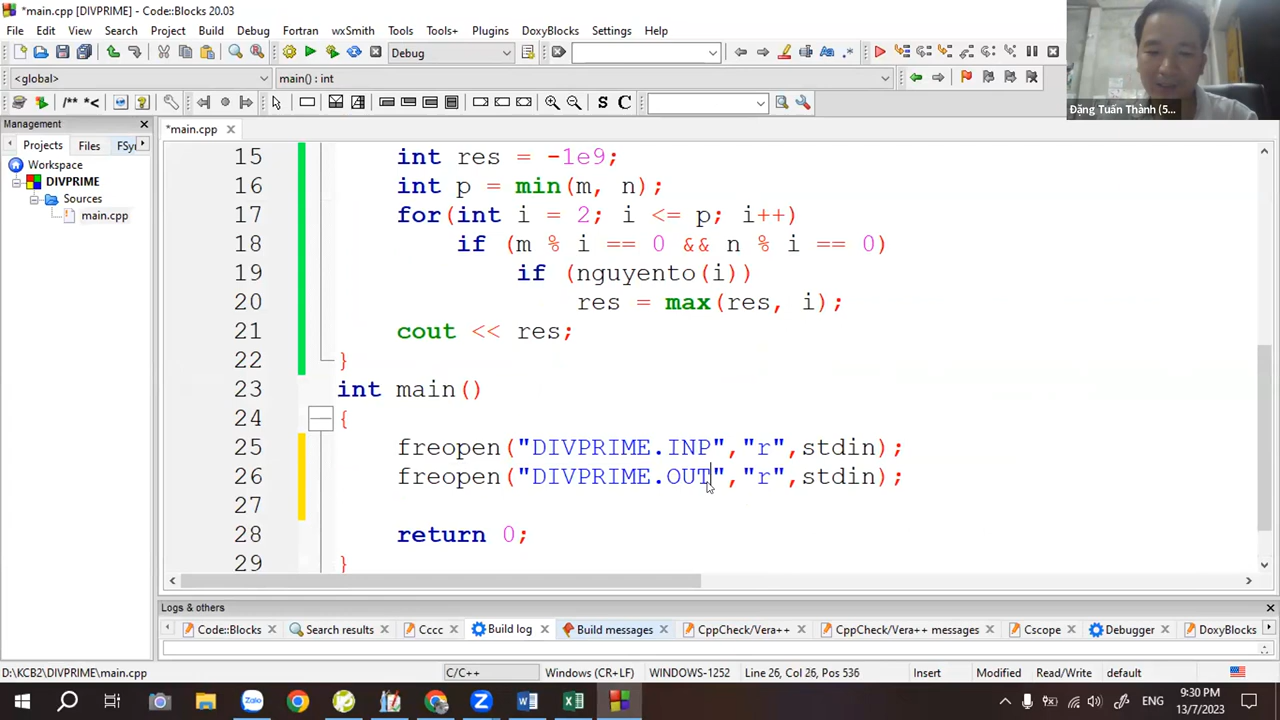 *main.cpp [DIVPRIME] - Code::Blocks 20.03
File Edit View Search Project Build Debug Fortran wxSmith Tools Tools+ Plugins DoxyBlocks Settings Help
Debug
<global> main() : int
/** *< S C
Đặng Tuấn Thành (5...
Management
Projects Files FSy
*main.cpp
Workspace
DIVPRIME
Sources
main.cpp
15 int res = -1e9;
16 int p = min(m, n);
17 for(int i = 2; i <= p; i++)
18 if (m % i == 0 && n % i == 0)
19 if (nguyento(i))
20 res = max(res, i);
21 cout << res;
22 }
23 int main()
24 {
25 freopen("DIVPRIME.INP","r",stdin);
26 freopen("DIVPRIME.OUT","r",stdin);
27
28 return 0;
29 }
Logs & others
Code::Blocks Search results Cccc Build log Build messages CppCheck/Vera++ CppCheck/Vera++ messages Cscope Debugger DoxyBlocks
D:\KCB2\DIVPRIME\main.cpp C/C++ Windows (CR+LF) WINDOWS-1252 Line 26, Col 26, Pos 536 Insert Modified Read/Write default
ENG
9:30 PM
13/7/2023